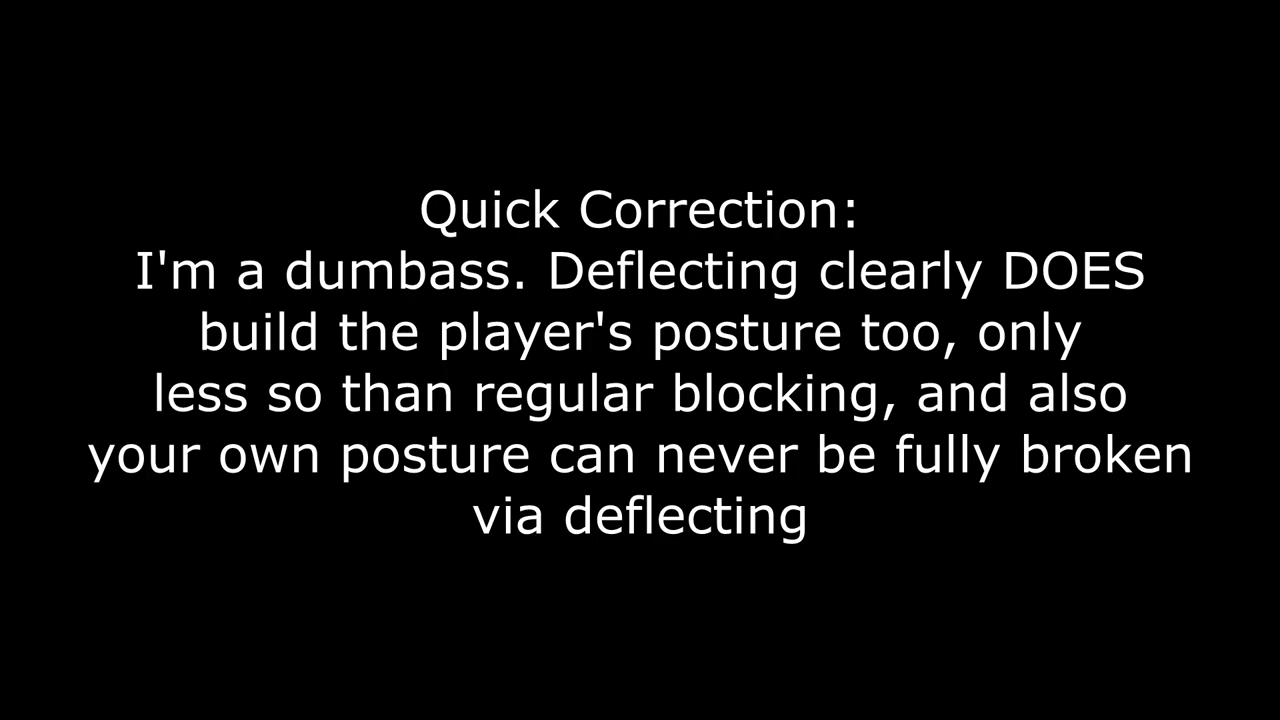 Quick Correction:
I'm a dumbass. Deflecting clearly DOES
build the player's posture too, only
less so than regular blocking, and also
your own posture can never be fully broken
via deflecting